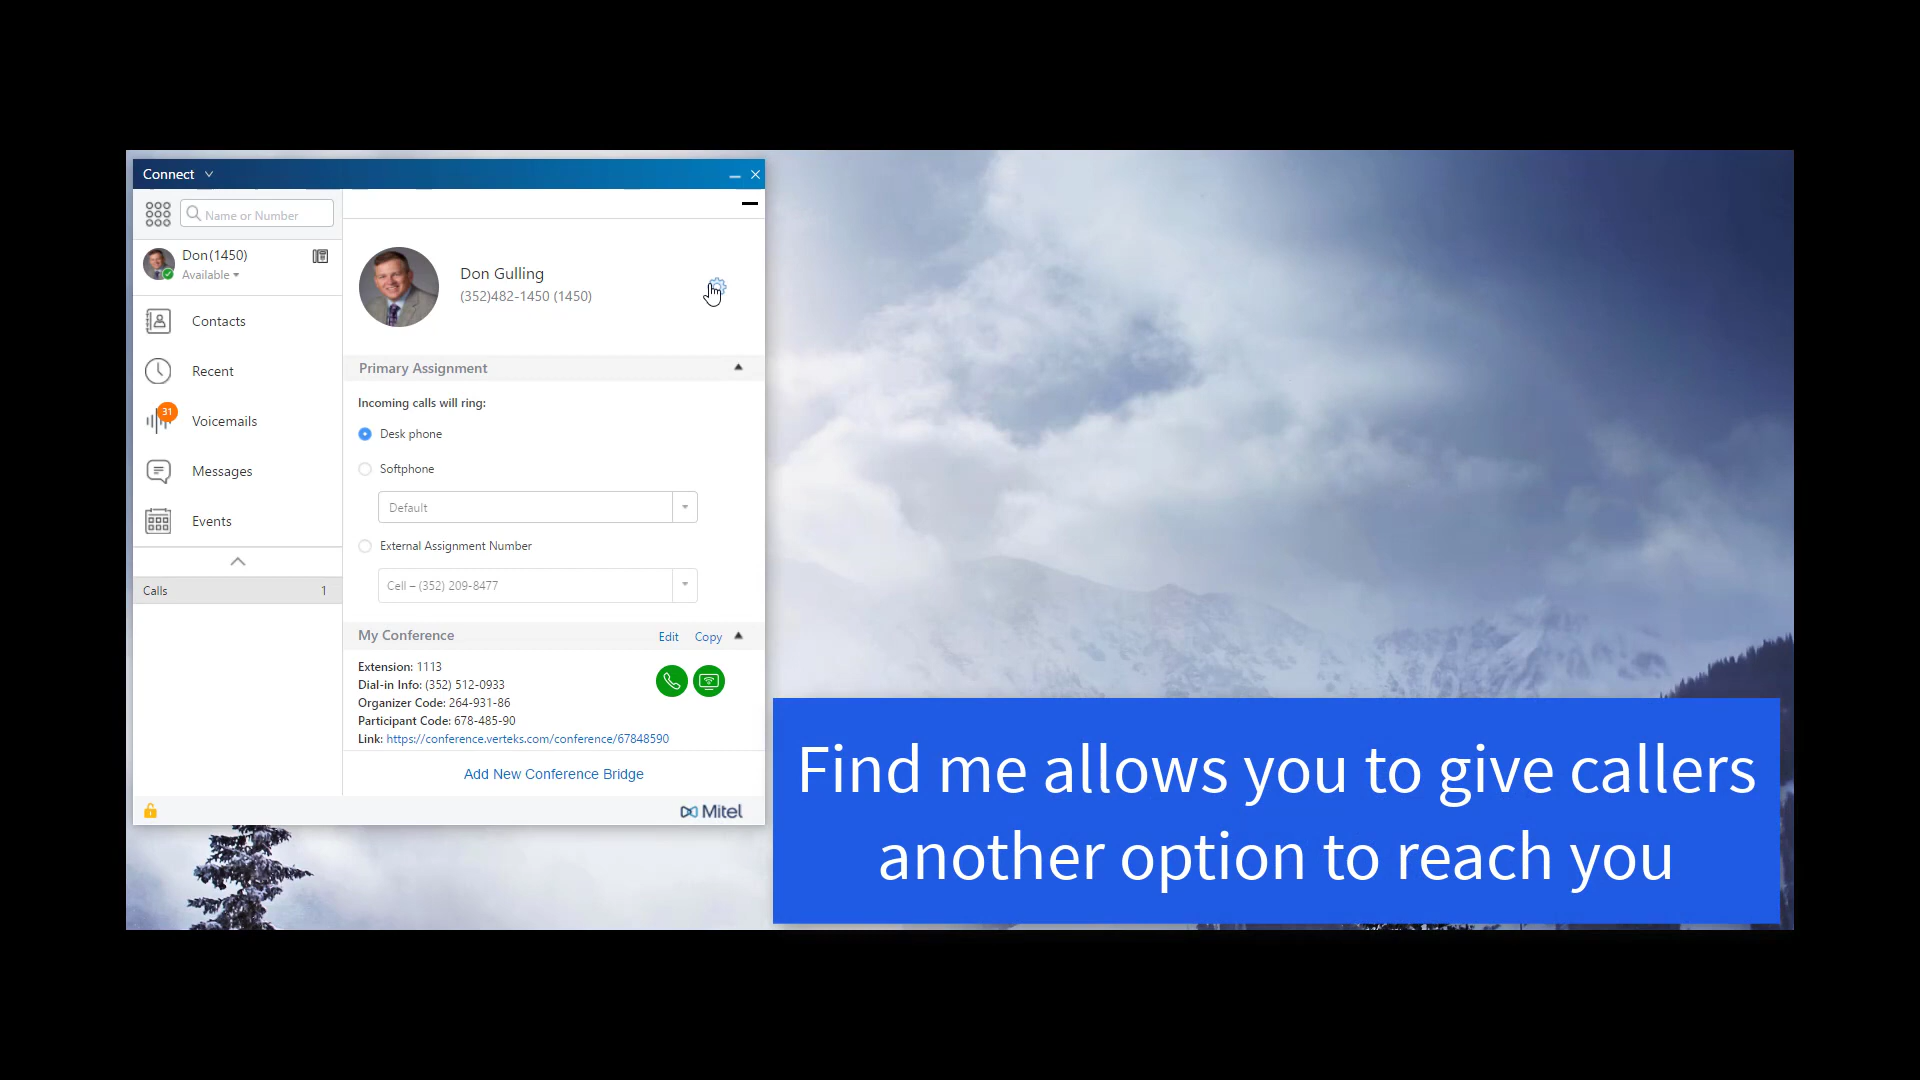 Connect
Name or Number
Don(1450)
Available
Contacts
Recent
31
Voicemails
Messages
Events
Calls 1
Don Gulling
(352)482-1450 (1450)
Primary Assignment
Incoming calls will ring:
Desk phone
Softphone
Default
External Assignment Number
Cell – (352) 209-8477
My Conference Edit Copy
Extension: 1113
Dial-in Info: (352) 512-0933
Organizer Code: 264-931-86
Participant Code: 678-485-90
Link: https://conference.verteks.com/conference/67848590
Add New Conference Bridge
Mitel
Find me allows you to give callers
another option to reach you